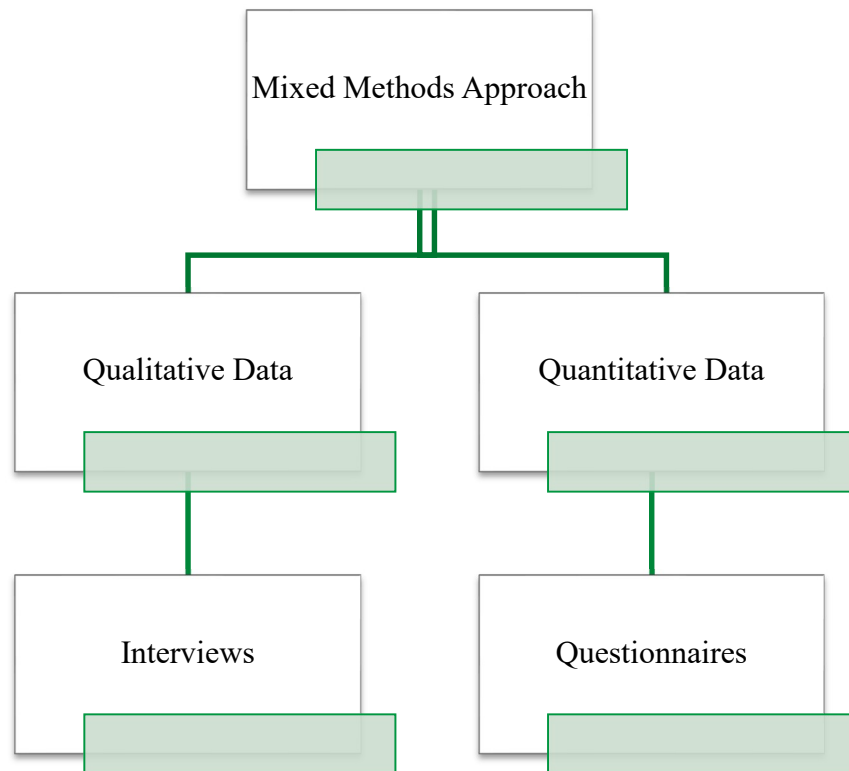 Mixed Methods Approach
Qualitative Data
Quantitative Data
Interviews
Questionnaires